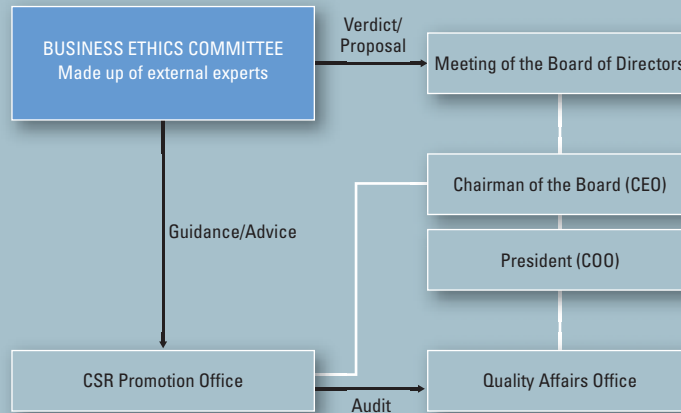 BUSINESS ETHICS COMMITTEE
Made up of external experts
Verdict/
Proposal
Meeting of the Board of Directors
Chairman of the Board (CEO)
Guidance/Advice
President (COO)
CSR Promotion Office
Audit
Quality Affairs Office